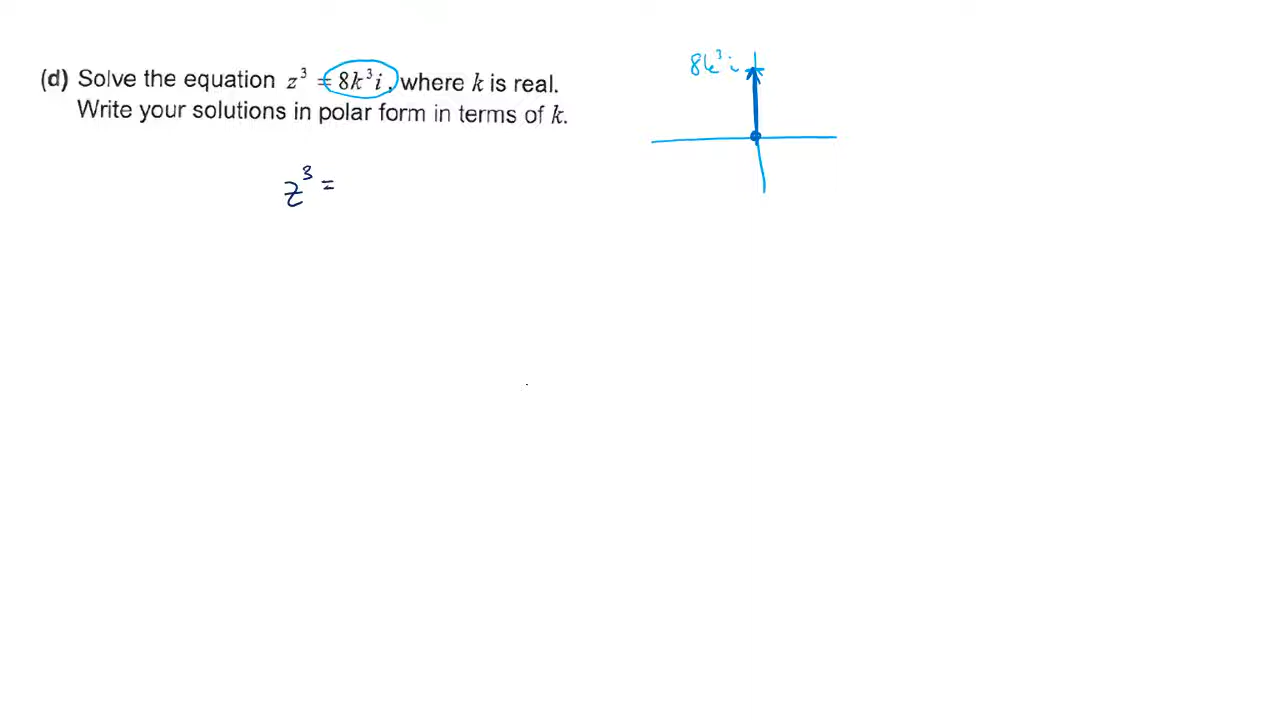 (d) Solve the equation z³ = 8k³i, where k is real.
Write your solutions in polar form in terms of k.
8k³i
z³ =